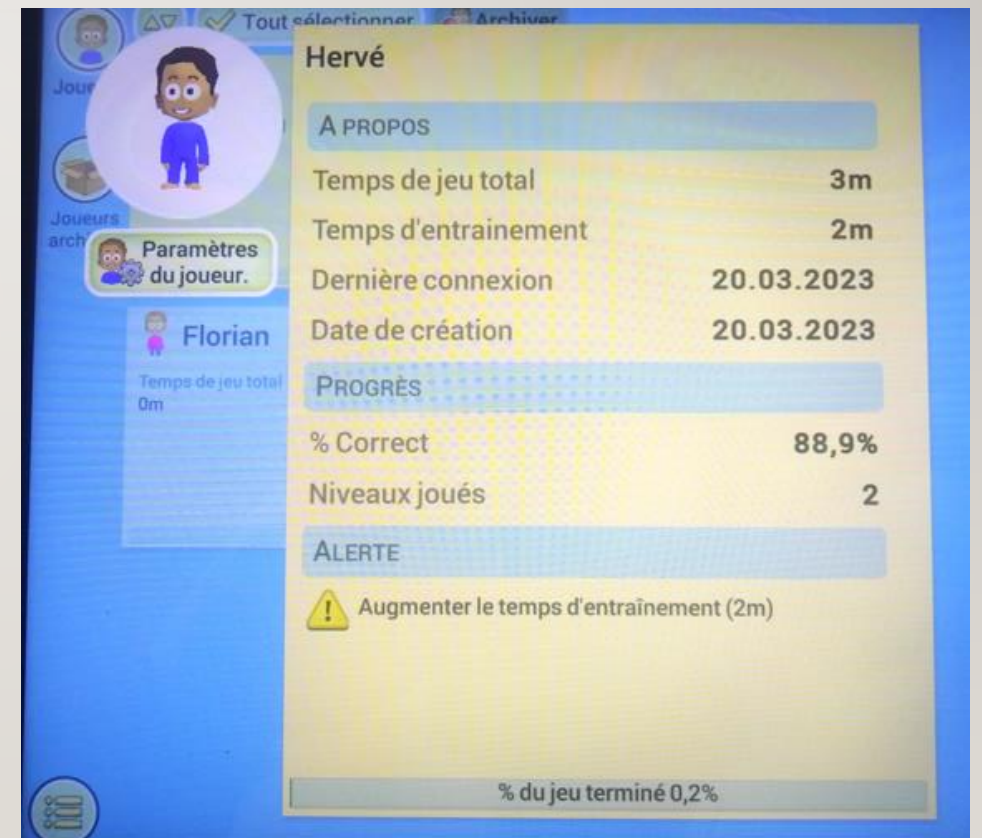 Tout sélectionner
Archiver
Hervé
A PROPOS
Temps de jeu total 3m
Temps d'entrainement 2m
Dernière connexion 20.03.2023
Date de création 20.03.2023
PROGRÈS
% Correct 88,9%
Niveaux joués 2
ALERTE
Augmenter le temps d'entraînement (2m)
% du jeu terminé 0,2%
Joueurs
Paramètres
du joueur.
Florian
Temps de jeu total
0m